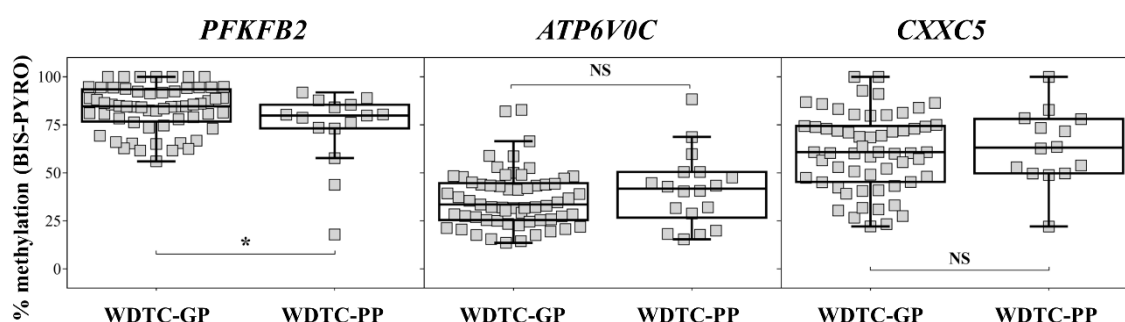 PFKFB2 ATP6V0C CXXC5
% methylation (BIS-PYRO)
100
75
50
25
0
*
NS
NS
WDTC-GP WDTC-PP WDTC-GP WDTC-PP WDTC-GP WDTC-PP